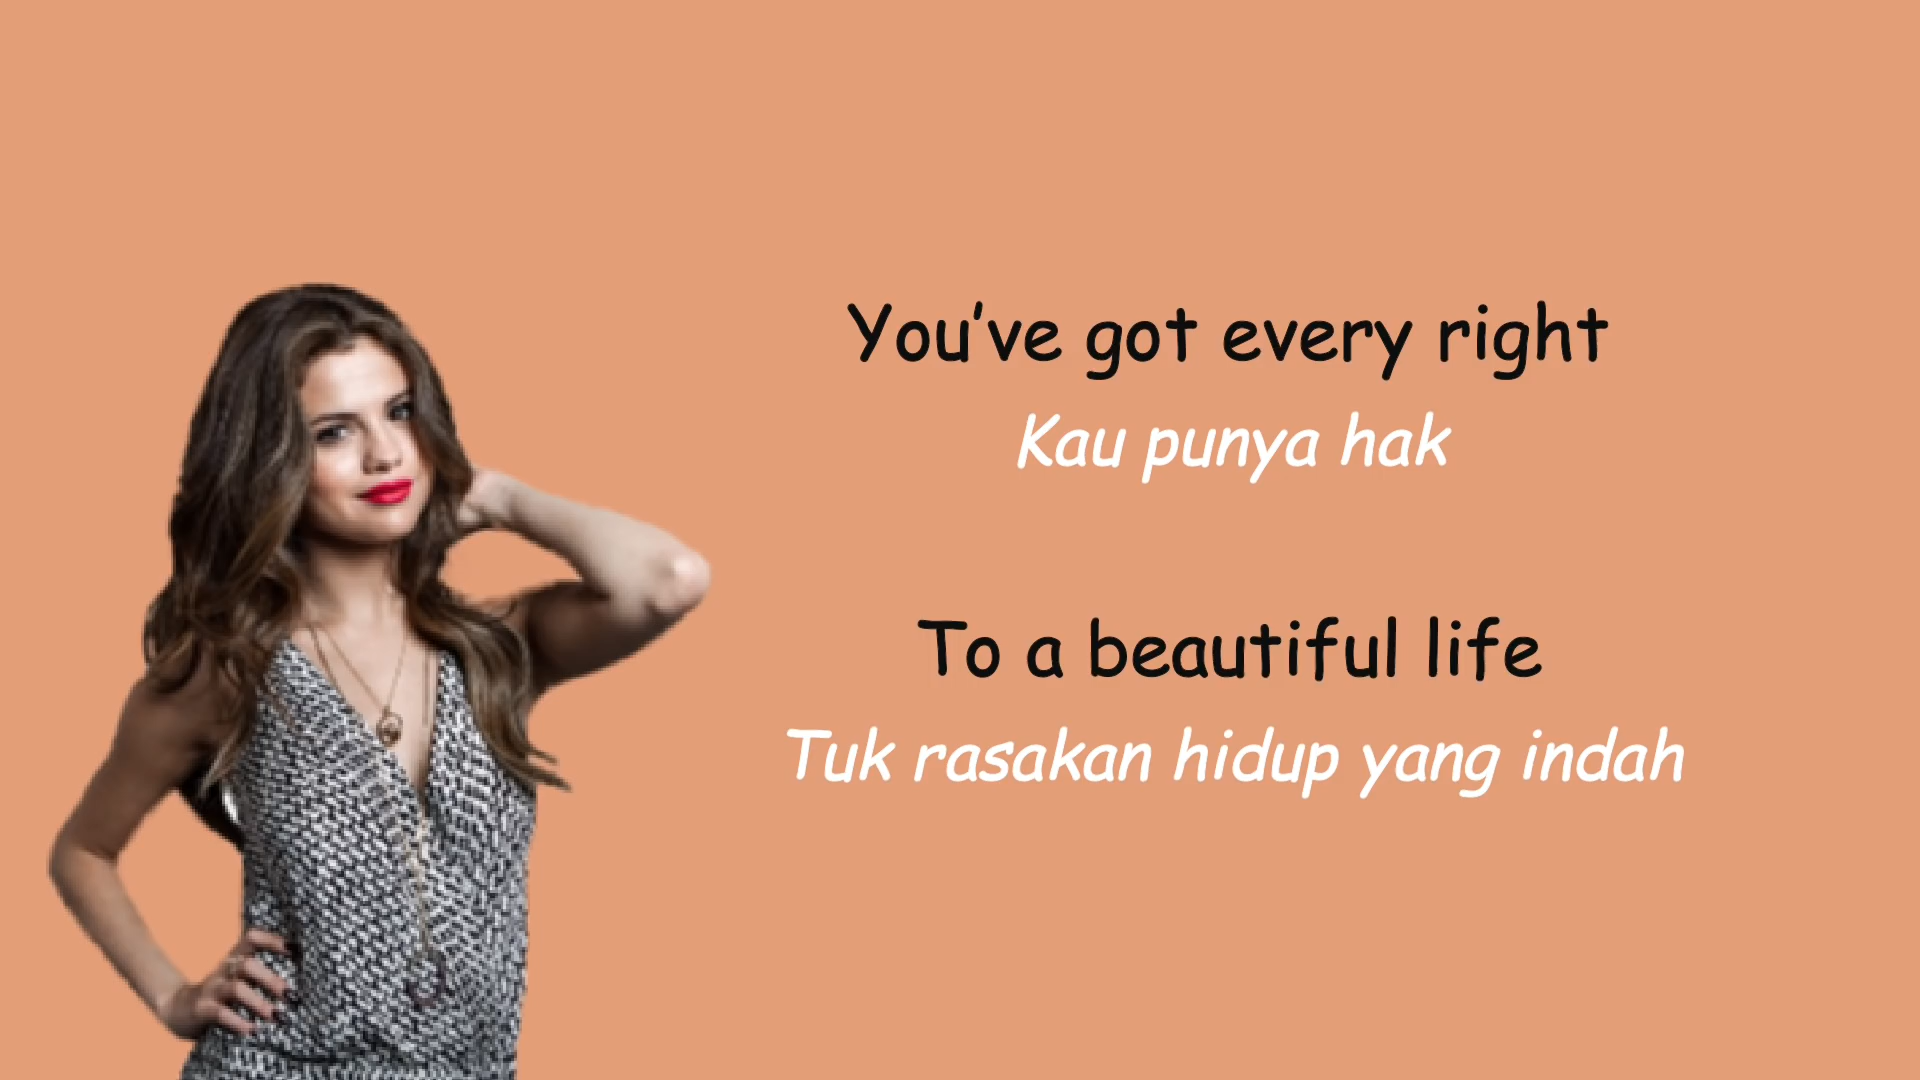 You've got every right
Kau punya hak
To a beautiful life
Tuk rasakan hidup yang indah